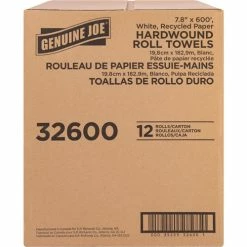 GENUINE JOE
7.8" x 600',
White, Recycled Paper
HARDWOUND
ROLL TOWELS
19,8cm x 182,9m, Blanc,
Pâte de papier recyclée
ROULEAU DE PAPIER ESSUIE-MAINS
19,8cm x 182,9m, Blanco, Pulpa Reciclada
TOALLAS DE ROLLO DURO
32600
12 ROLLS/CARTON
ROULEAUX/CARTON
ROLLOS/CAJA